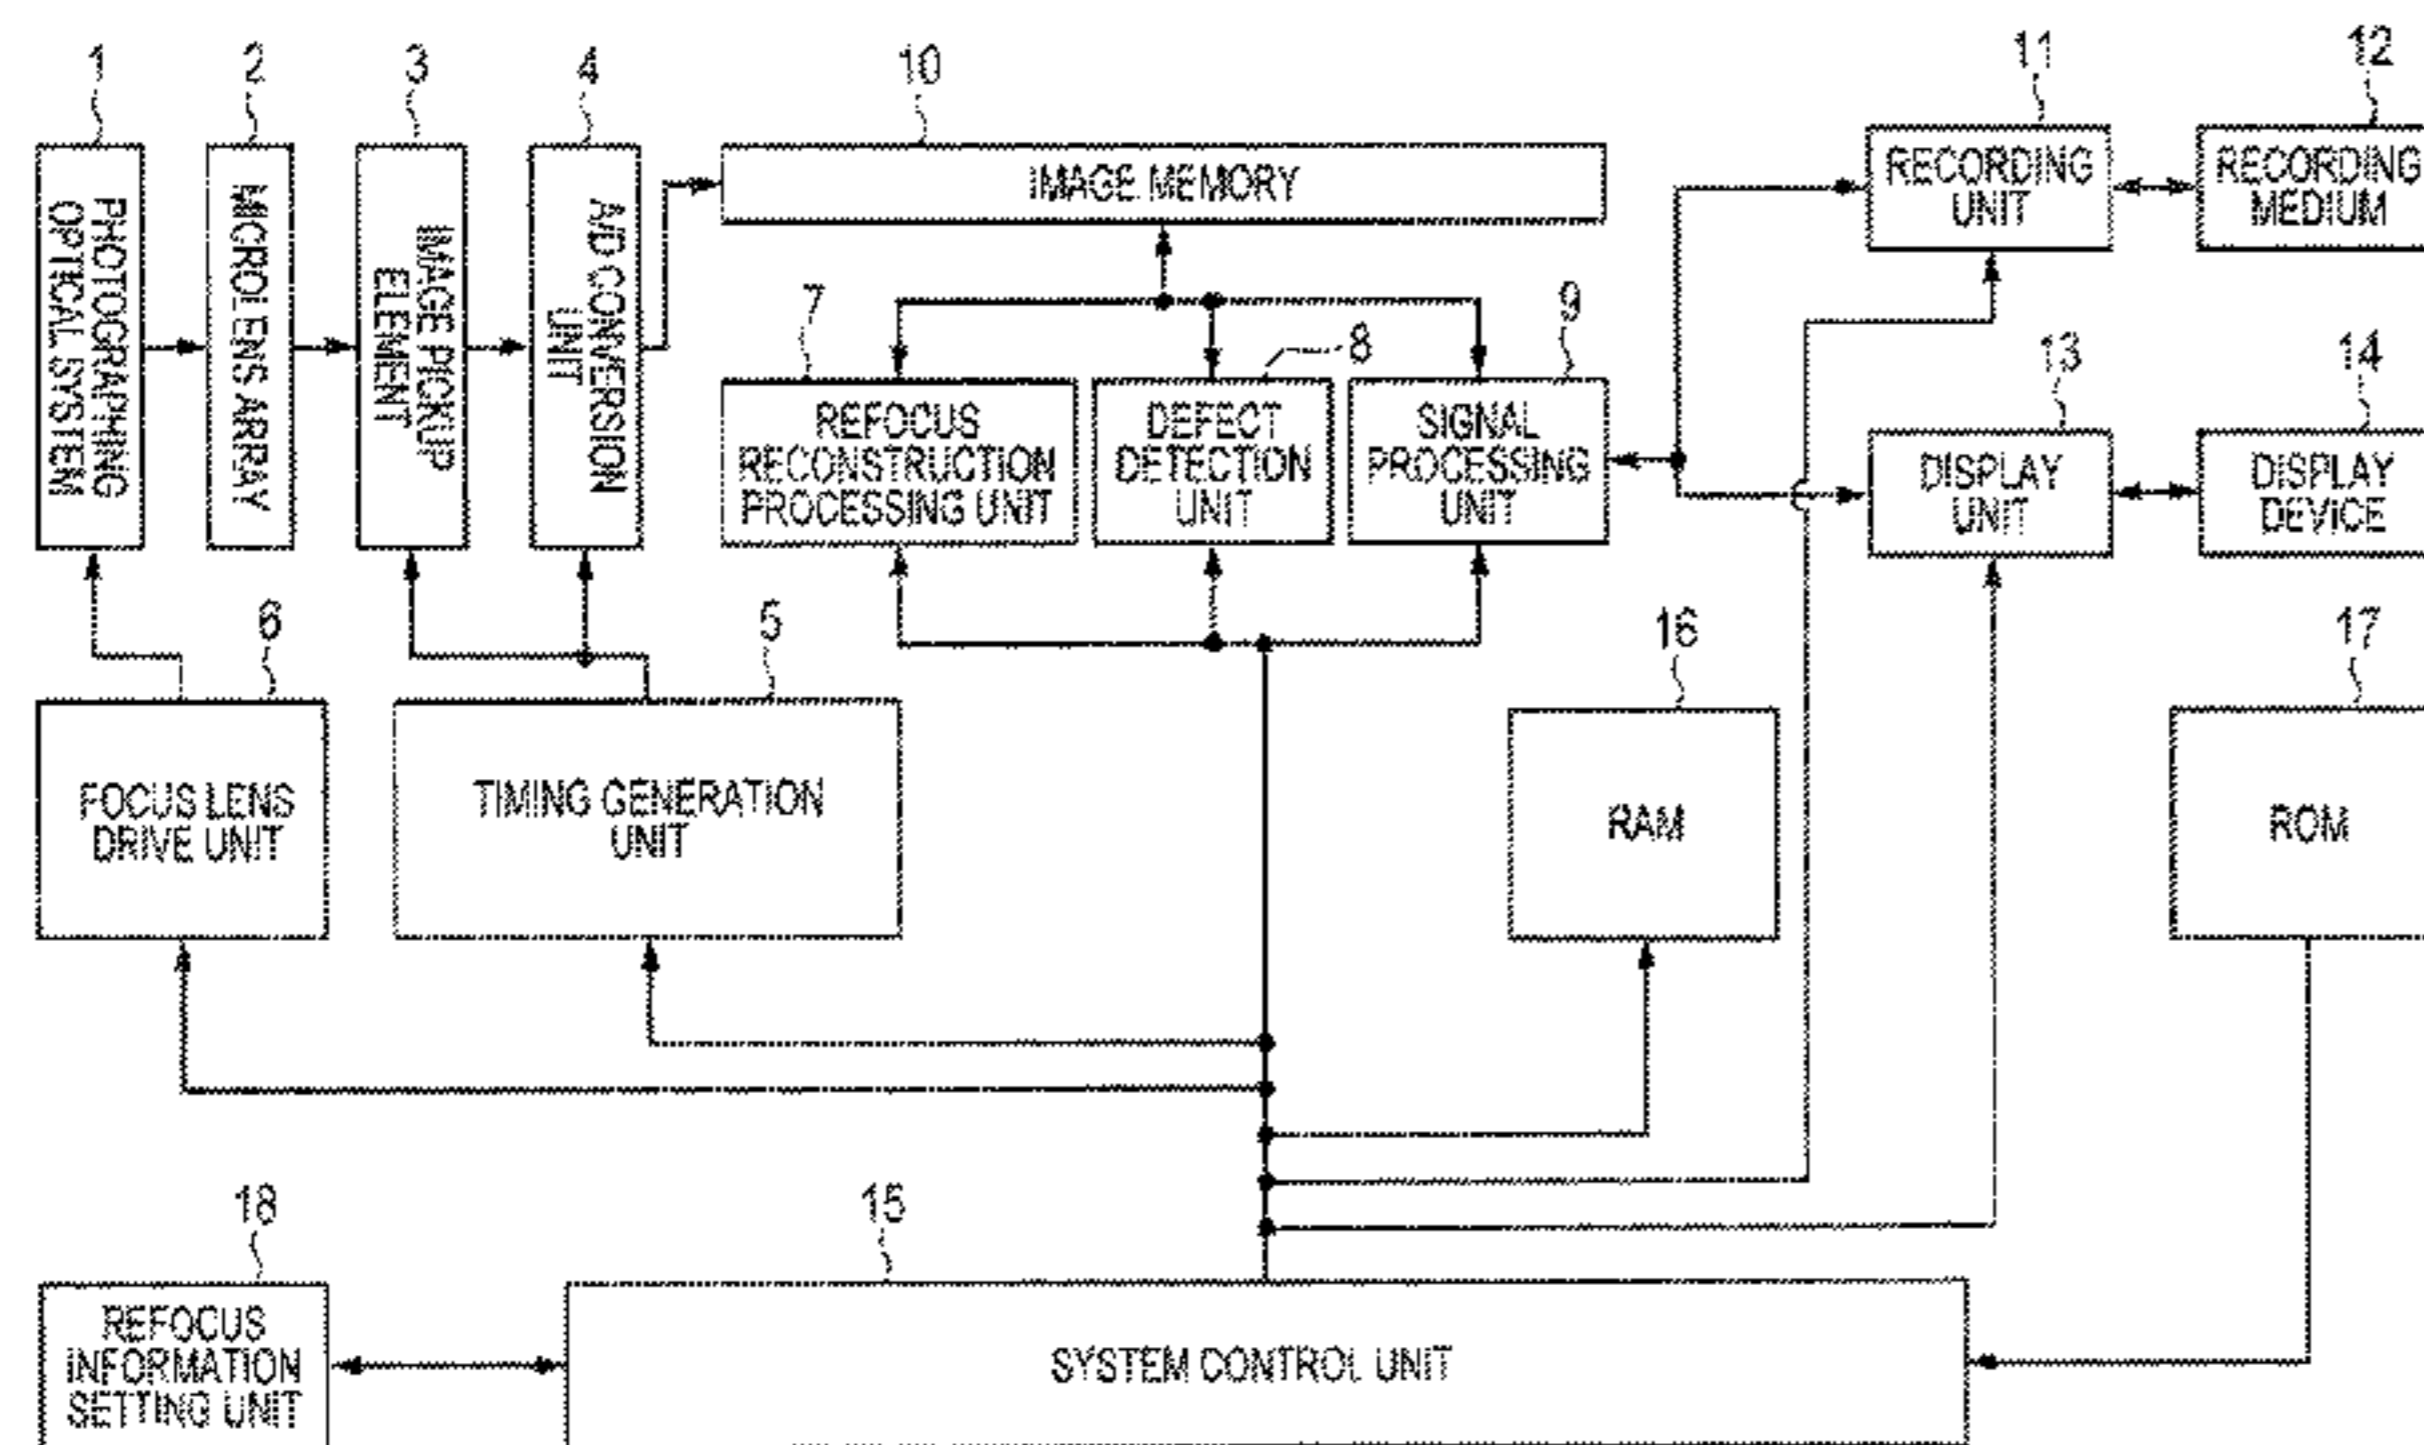 1
2
3
4
10
11
12
PHOTOGRAPHING
OPTICAL SYSTEM
MICROLENS ARRAY
IMAGE PICKUP
ELEMENT
A/D CONVERSION
UNIT
IMAGE MEMORY
RECORDING
UNIT
RECORDING
MEDIUM
7
8
9
13
14
REFOCUS
RECONSTRUCTION
PROCESSING UNIT
DEFECT
DETECTION
UNIT
SIGNAL
PROCESSING
UNIT
DISPLAY
UNIT
DISPLAY
DEVICE
6
5
16
17
FOCUS LENS
DRIVE UNIT
TIMING GENERATION
UNIT
RAM
ROM
18
15
REFOCUS
INFORMATION
SETTING UNIT
SYSTEM CONTROL UNIT